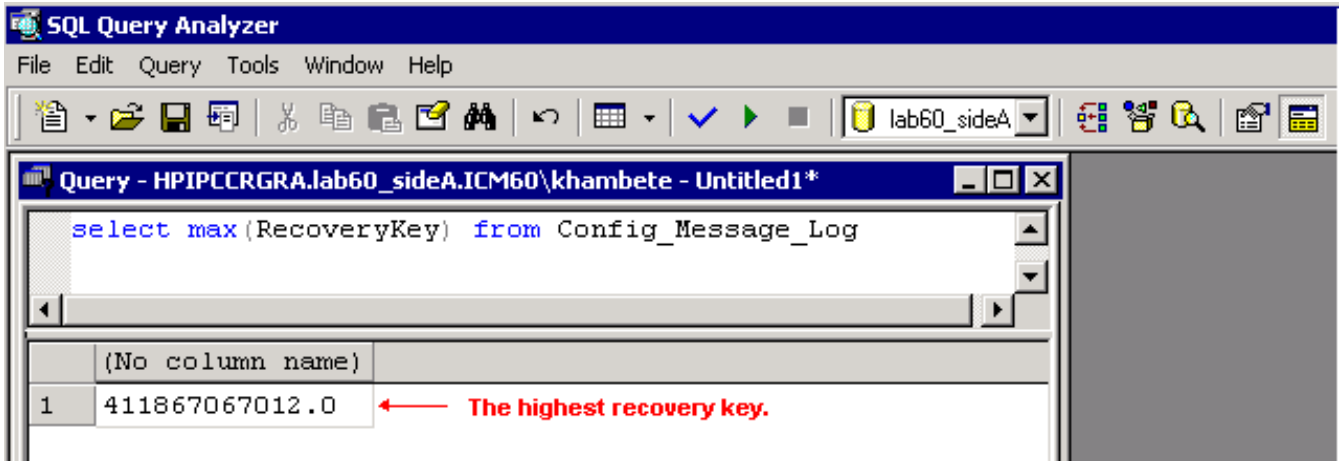 SQL Query Analyzer
File Edit Query Tools Window Help
lab60_sideA
Query - HPIPCCRGRA.lab60_sideA.ICM60\khambete - Untitled1*
select max(RecoveryKey) from Config_Message_Log
(No column name)
1 411867067012.0 The highest recovery key.